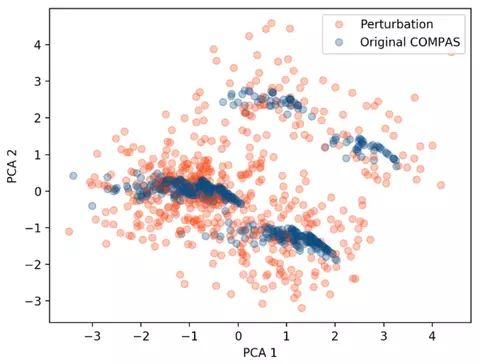 Perturbation
Original COMPAS
4
3
2
1
0
−1
−2
−3
PCA 2
−3 −2 −1 0 1 2 3 4
PCA 1